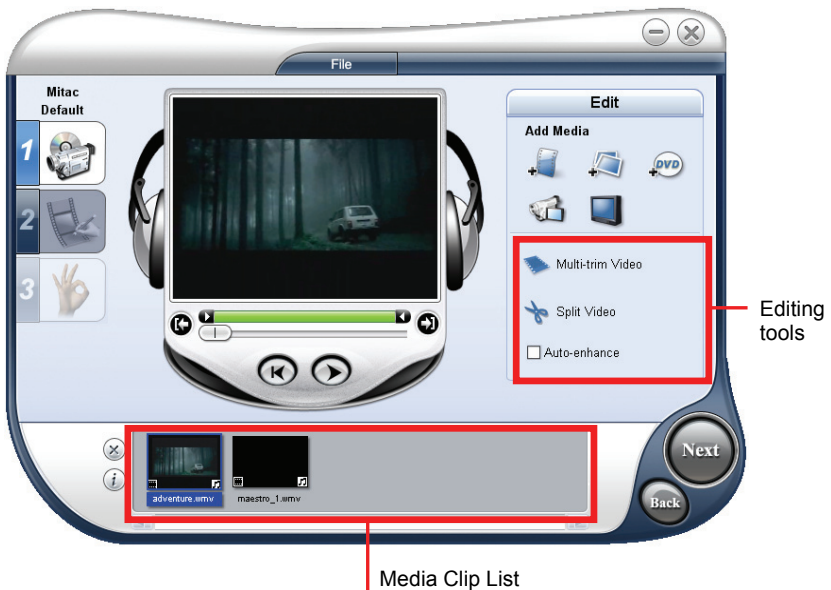 File
Mitac
Default
1
2
3
Edit
Add Media
DVD
Multi-trim Video
Split Video
Auto-enhance
Editing
tools
Next
Back
i
adventure.wmv
maestro_1.wmv
Media Clip List